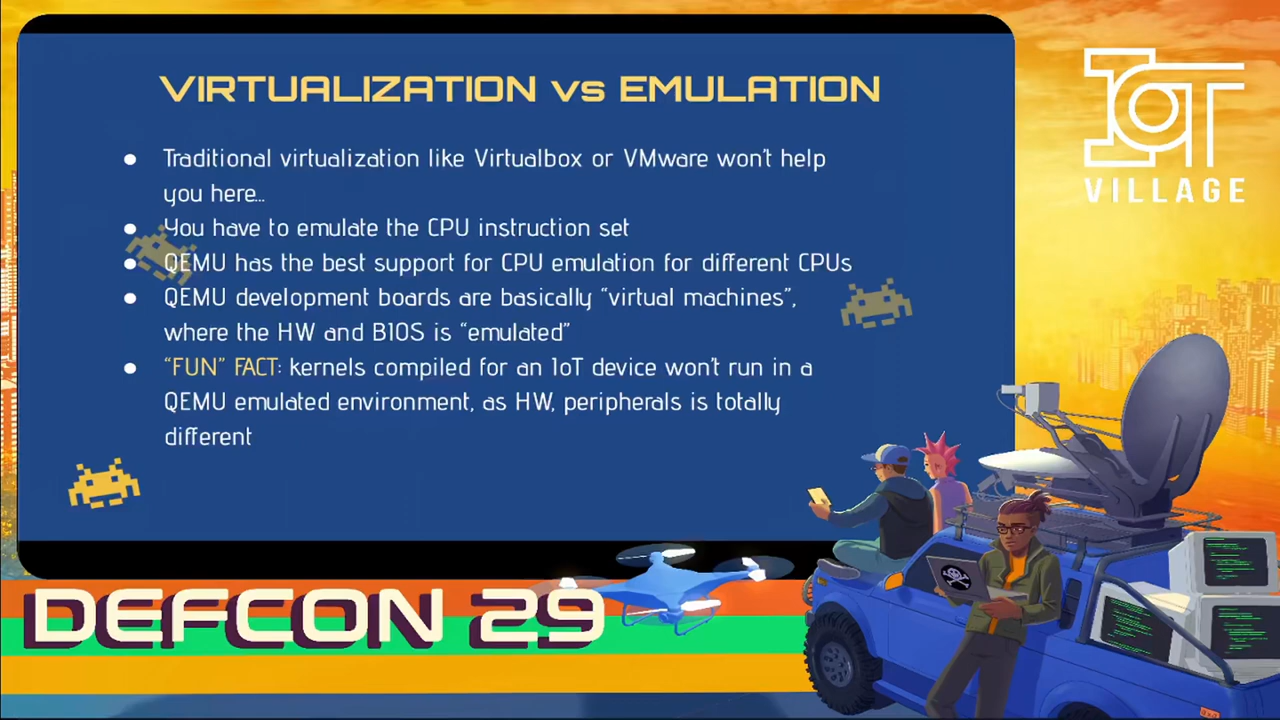 VIRTUALIZATION vs EMULATION
● Traditional virtualization like Virtualbox or VMware won't help
you here...
● You have to emulate the CPU instruction set
● QEMU has the best support for CPU emulation for different CPUs
● QEMU development boards are basically “virtual machines”,
where the HW and BIOS is “emulated”
● “FUN” FACT: kernels compiled for an IoT device won't run in a
QEMU emulated environment, as HW, peripherals is totally
different
IOT
VILLAGE
DEFCON 29